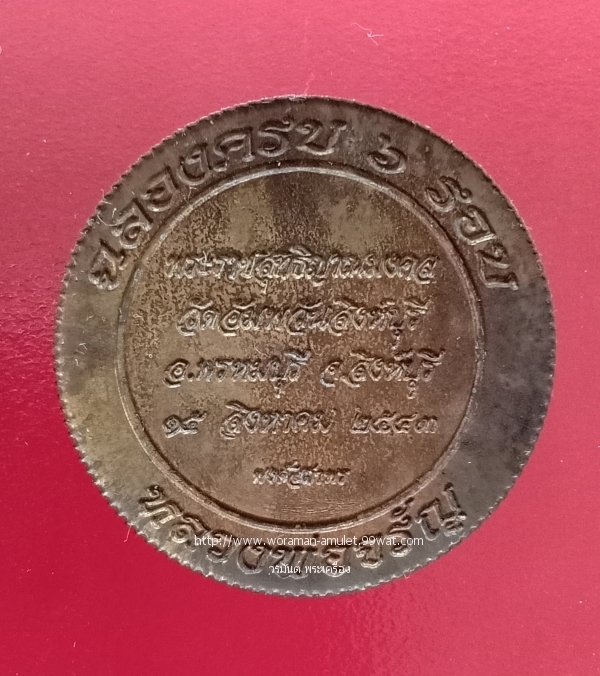 ฉลองครบ ๖ รอบ
พระราชสุทธิญาณมงคล
วัดอัมพวันสิงห์บุรี
อ.พรหมบุรี จ.สิงห์บุรี
๑๕ สิงหาคม ๒๕๔๓
หลวงพ่อจรัญ
http://www.woraman-amulet.99wat.com
วรมันต์ พระเครื่อง